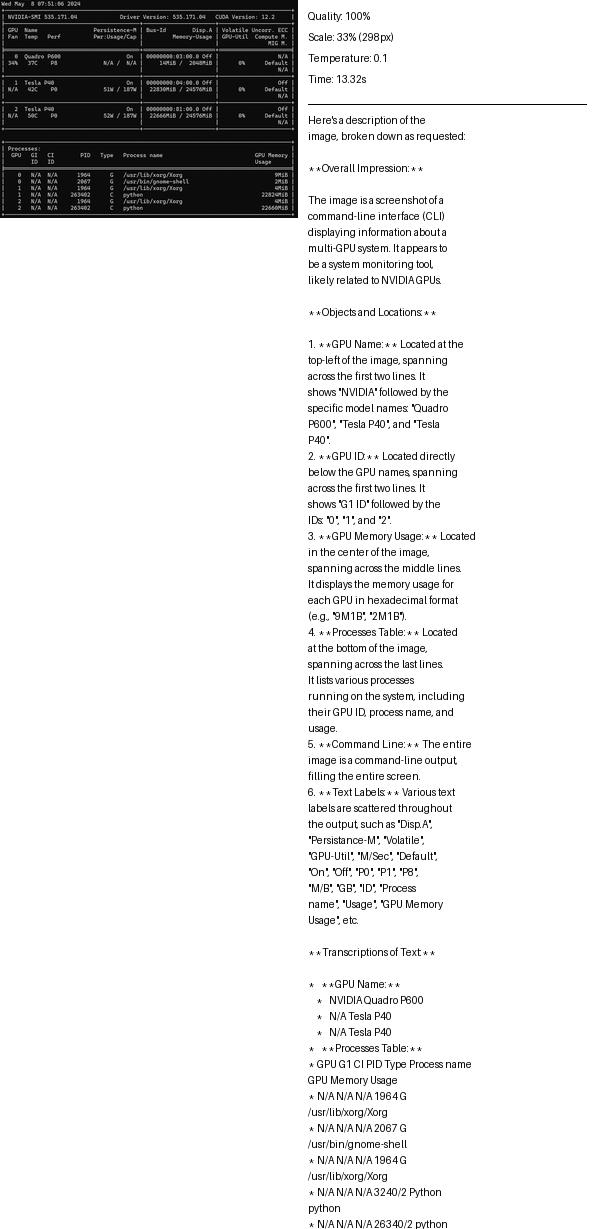 Wed May  8 07:51:06 2024
NVIDIA-SMI 535.171.04 Driver Version: 535.171.04 CUDA Version: 12.2
GPU Name Persistence-M | Bus-Id Disp.A | Volatile Uncorr. ECC
Fan Temp Perf Pwr:Usage/Cap | Memory-Usage | GPU-Util Compute M.
MIG M.
0 Quadro P600 On | 00000000:03:00.0 Off | N/A
34% 37C P8 N/A / N/A | 14MiB / 2048MiB | 0% Default
N/A
1 Tesla P40 On | 00000000:04:00.0 Off | Off
N/A 42C P0 51W / 187W | 22830MiB / 24576MiB | 0% Default
N/A
2 Tesla P40 On | 00000000:81:00.0 Off | Off
N/A 50C P0 52W / 187W | 22666MiB / 24576MiB | 0% Default
N/A
Processes:
GPU GI CI PID Type Process name GPU Memory
ID ID Usage
0 N/A N/A 1964 G /usr/lib/xorg/Xorg 9MiB
0 N/A N/A 2067 G /usr/bin/gnome-shell 2MiB
1 N/A N/A 1964 G /usr/lib/xorg/Xorg 4MiB
1 N/A N/A 263402 C python 22824MiB
2 N/A N/A 1964 G /usr/lib/xorg/Xorg 4MiB
2 N/A N/A 263402 C python 22660MiB
Quality: 100%
Scale: 33% (298px)
Temperature: 0.1
Time: 13.32s
Here's a description of the
image, broken down as requested:
**Overall Impression:**
The image is a screenshot of a
command-line interface (CLI)
displaying information about a
multi-GPU system. It appears to
be a system monitoring tool,
likely related to NVIDIA GPUs.
**Objects and Locations:**
1. **GPU Name:** Located at the
top-left of the image, spanning
across the first two lines. It
shows "NVIDIA" followed by the
specific model names: "Quadro
P600", "Tesla P40", and "Tesla
P40".
2. **GPU ID:** Located directly
below the GPU names, spanning
across the first two lines. It
shows "G1 ID" followed by the
IDs: "0", "1", and "2".
3. **GPU Memory Usage:** Located
in the center of the image,
spanning across the middle lines.
It displays the memory usage for
each GPU in hexadecimal format
(e.g., "9M1B", "2M1B").
4. **Processes Table:** Located
at the bottom of the image,
spanning across the last lines.
It lists various processes
running on the system, including
their GPU ID, process name, and
usage.
5. **Command Line:** The entire
image is a command-line output,
filling the entire screen.
6. **Text Labels:** Various text
labels are scattered throughout
the output, such as "Disp.A",
"Persistance-M", "Volatile",
"GPU-Util", "M/Sec", "Default",
"On", "Off", "P0", "P1", "P8",
"M/B", "GB", "ID", "Process
name", "Usage", "GPU Memory
Usage", etc.
**Transcriptions of Text:**
* **GPU Name:**
* NVIDIA Quadro P600
* N/A Tesla P40
* N/A Tesla P40
* **Processes Table:**
* GPU G1 CI PID Type Process name
GPU Memory Usage
* N/A N/A N/A 1964 G
/usr/lib/xorg/Xorg
* N/A N/A N/A 2067 G
/usr/bin/gnome-shell
* N/A N/A N/A 1964 G
/usr/lib/xorg/Xorg
* N/A N/A N/A 3240/2 Python
python
* N/A N/A N/A 26340/2 python